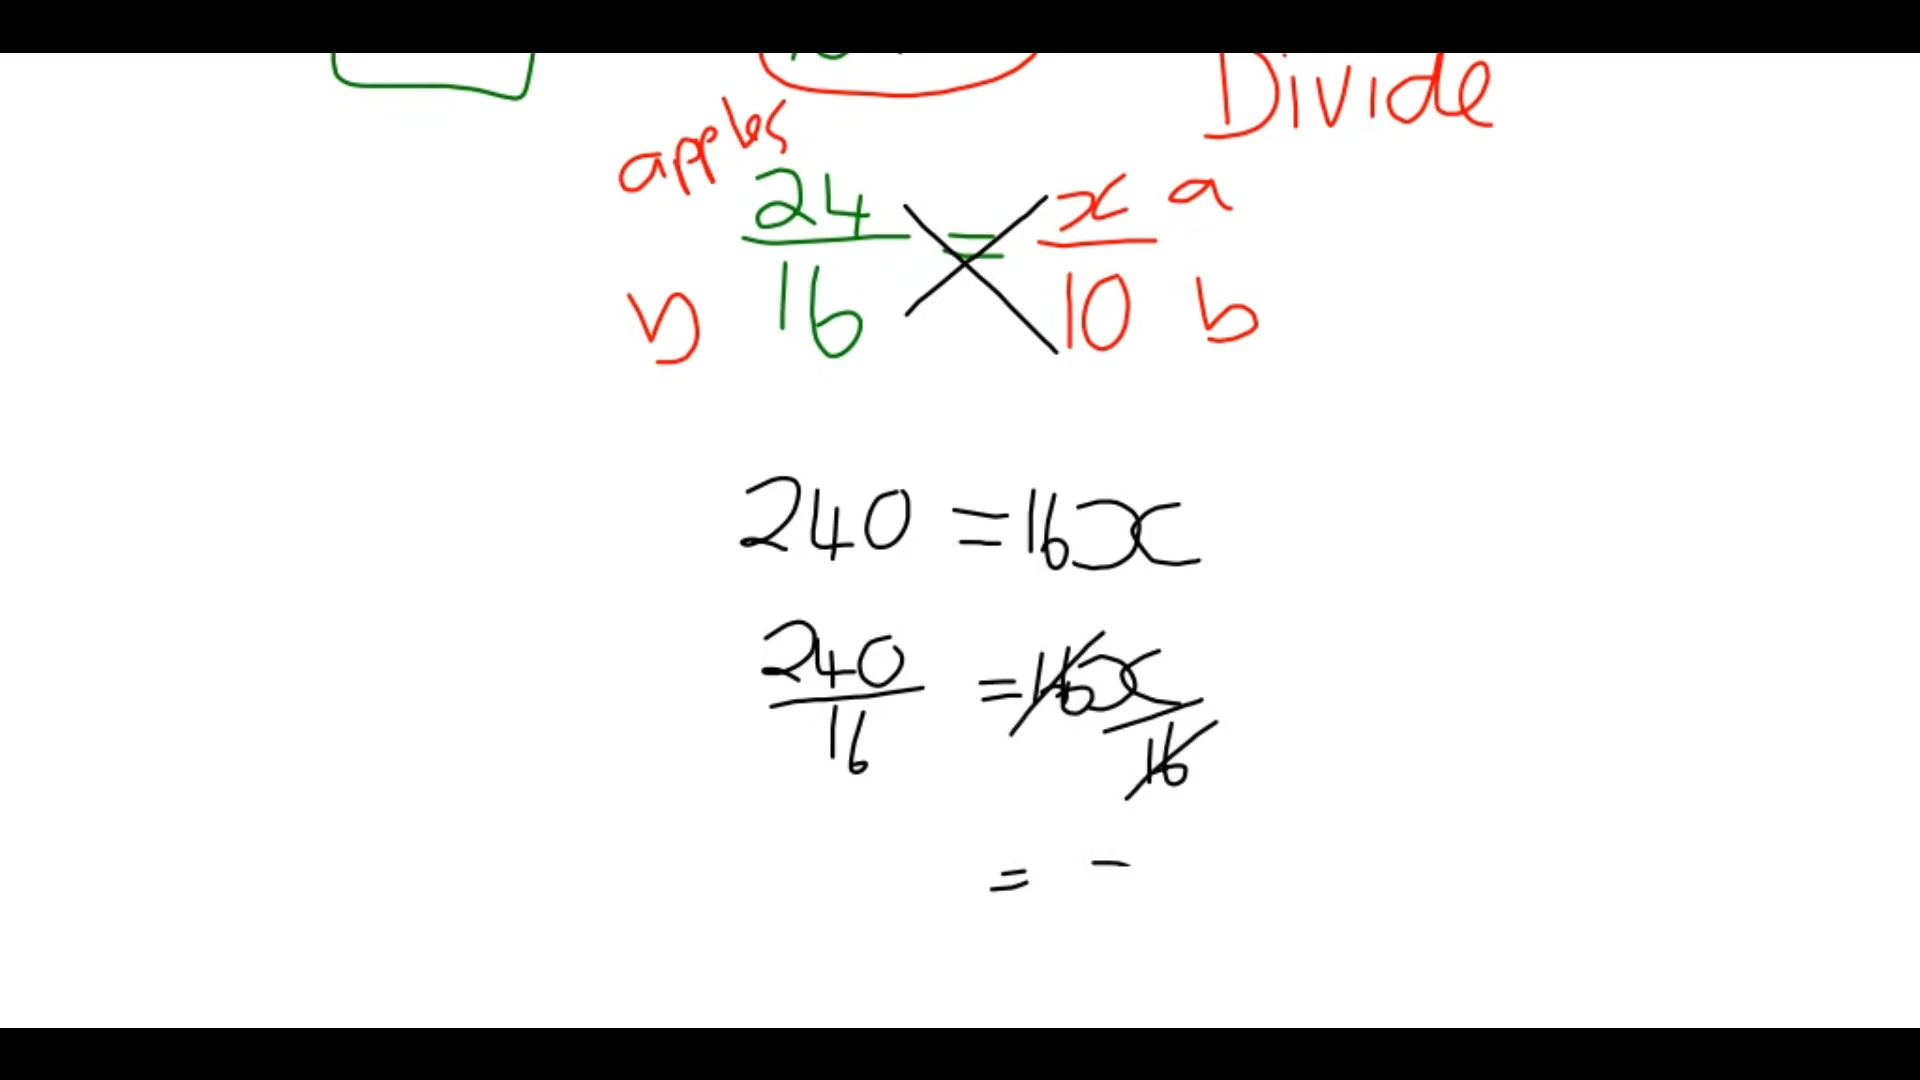 Divide
apples
24/16 = x/10 a
b
240 = 16x
240/16 = 16x/16
=